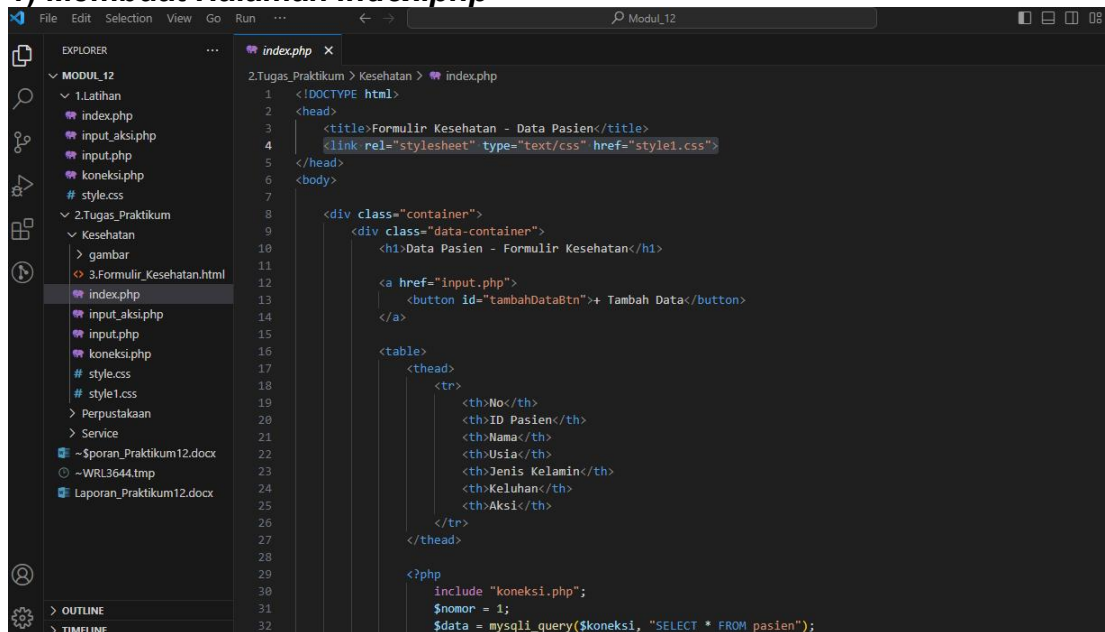 1) Membuat Halaman index.php
File Edit Selection View Go Run ··· ← → Modul_12
EXPLORER ···
MODUL_12
1.Latihan
index.php
input_aksi.php
input.php
koneksi.php
# style.css
2.Tugas_Praktikum
Kesehatan
> gambar
<> 3.Formulir_Kesehatan.html
index.php
input_aksi.php
input.php
koneksi.php
# style.css
# style1.css
> Perpustakaan
> Service
~$poran_Praktikum12.docx
~WRL3644.tmp
Laporan_Praktikum12.docx
> OUTLINE
> TIMELINE
index.php ×
2.Tugas_Praktikum > Kesehatan > index.php
1 <!DOCTYPE html>
2 <head>
3 <title>Formulir Kesehatan - Data Pasien</title>
4 <link rel="stylesheet" type="text/css" href="style1.css">
5 </head>
6 <body>
7
8 <div class="container">
9 <div class="data-container">
10 <h1>Data Pasien - Formulir Kesehatan</h1>
11
12 <a href="input.php">
13 <button id="tambahDataBtn">+ Tambah Data</button>
14 </a>
15
16 <table>
17 <thead>
18 <tr>
19 <th>No</th>
20 <th>ID Pasien</th>
21 <th>Nama</th>
22 <th>Usia</th>
23 <th>Jenis Kelamin</th>
24 <th>Keluhan</th>
25 <th>Aksi</th>
26 </tr>
27 </thead>
28
29 <?php
30 include "koneksi.php";
31 $nomor = 1;
32 $data = mysqli_query($koneksi, "SELECT * FROM pasien");